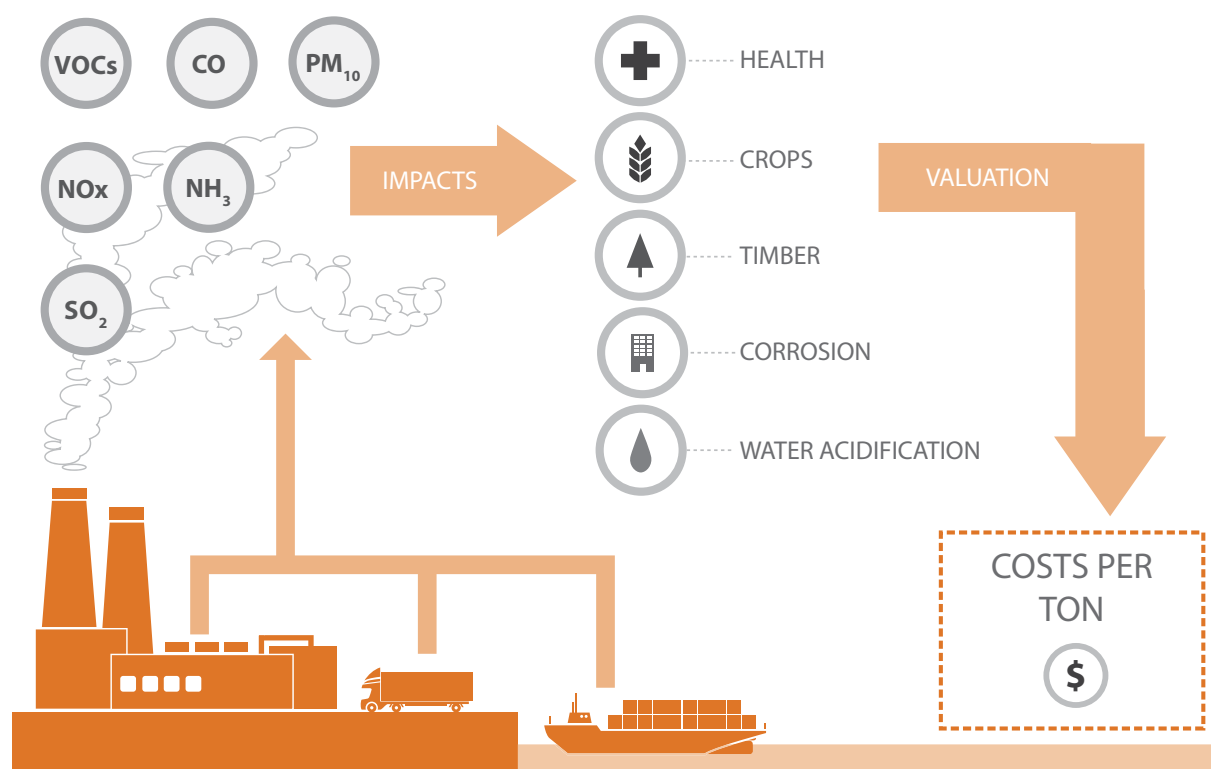 VOCs
CO
PM₁₀
NOx
NH₃
SO₂
IMPACTS
HEALTH
CROPS
TIMBER
CORROSION
WATER ACIDIFICATION
VALUATION
COSTS PER
TON
$